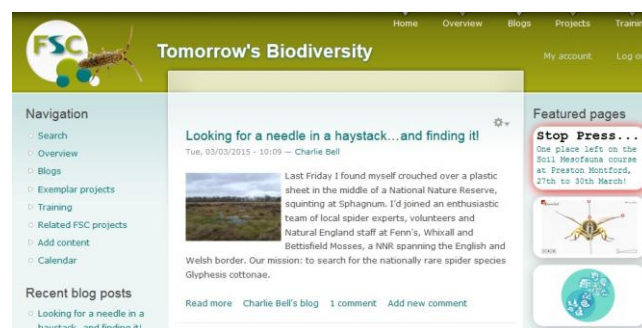 Home Overview Blogs Projects Trainin
FSC
Tomorrow's Biodiversity
My account Log o
Navigation
Search
Overview
Blogs
Exemplar projects
Training
Related FSC projects
Add content
Calendar
Recent blog posts
Looking for a needle in a
haystack...and finding it!
Looking for a needle in a haystack...and finding it!
Tue, 03/03/2015 - 10:09 — Charlie Bell
Last Friday I found myself crouched over a plastic
sheet in the middle of a National Nature Reserve,
squinting at Sphagnum. I'd joined an enthusiastic
team of local spider experts, volunteers and
Natural England staff at Fenn's, Whixall and
Bettisfield Mosses, a NNR spanning the English and
Welsh border. Our mission: to search for the nationally rare spider species
Glyphesis cottonae.
Read more Charlie Bell's blog 1 comment Add new comment
Featured pages
Stop Press...
One place left on the
Soil Mesofauna course
at Preston Montford,
27th to 30th March!